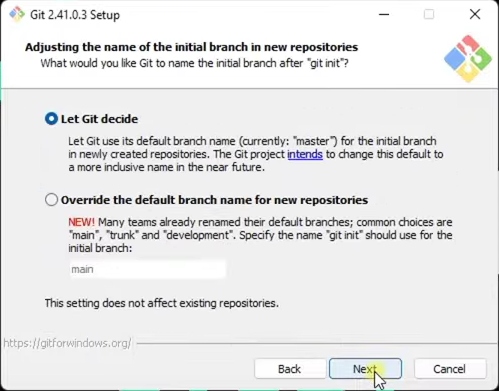 Git 2.41.0.3 Setup
Adjusting the name of the initial branch in new repositories
What would you like Git to name the initial branch after "git init"?
Let Git decide
Let Git use its default branch name (currently: "master") for the initial branch
in newly created repositories. The Git project intends to change this default to
a more inclusive name in the near future.
Override the default branch name for new repositories
NEW! Many teams already renamed their default branches; common choices are
"main", "trunk" and "development". Specify the name "git init" should use for the
initial branch:
main
This setting does not affect existing repositories.
https://gitforwindows.org/
Back
Next
Cancel